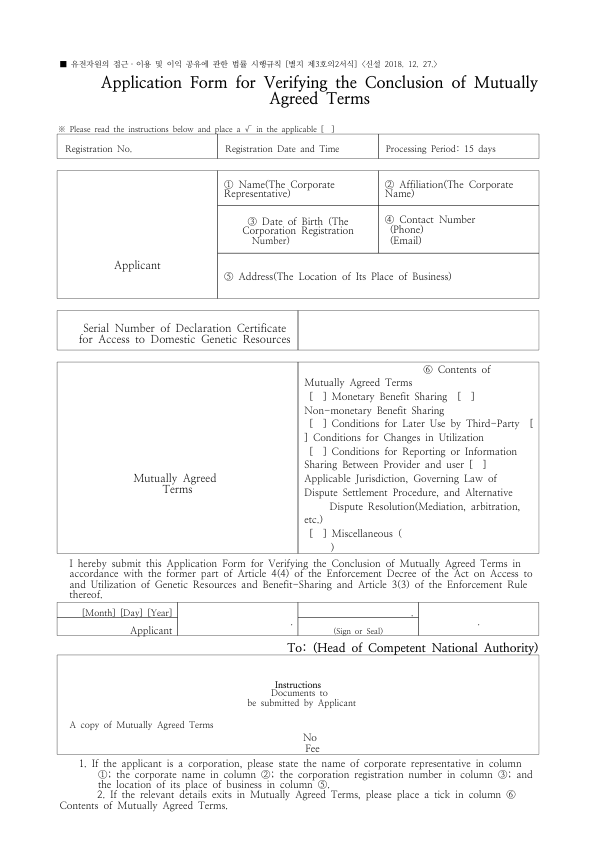 ■ 유전자원의 접근ㆍ이용 및 이익 공유에 관한 법률 시행규칙 [별지 제3호의2서식] 〈신설 2018. 12. 27.〉
Application Form for Verifying the Conclusion of Mutually
Agreed Terms
※ Please read the instructions below and place a √ in the applicable [ ]
Registration No.
Registration Date and Time
Processing Period: 15 days
Applicant
① Name(The Corporate
Representative)
② Affiliation(The Corporate
Name)
③ Date of Birth (The
Corporation Registration
Number)
④ Contact Number
(Phone)
(Email)
⑤ Address(The Location of Its Place of Business)
Serial Number of Declaration Certificate
for Access to Domestic Genetic Resources
Mutually Agreed
Terms
⑥ Contents of
Mutually Agreed Terms
[ ] Monetary Benefit Sharing [ ]
Non-monetary Benefit Sharing
[ ] Conditions for Later Use by Third-Party [
] Conditions for Changes in Utilization
[ ] Conditions for Reporting or Information
Sharing Between Provider and user [ ]
Applicable Jurisdiction, Governing Law of
Dispute Settlement Procedure, and Alternative
Dispute Resolution(Mediation, arbitration,
etc.)
[ ] Miscellaneous (
)
I hereby submit this Application Form for Verifying the Conclusion of Mutually Agreed Terms in
accordance with the former part of Article 4(4) of the Enforcement Decree of the Act on Access to
and Utilization of Genetic Resources and Benefit-Sharing and Article 3(3) of the Enforcement Rule
thereof.
[Month] [Day] [Year]
. . .
Applicant
(Sign or Seal)
To: (Head of Competent National Authority)
Instructions
Documents to
be submitted by Applicant
A copy of Mutually Agreed Terms
No
Fee
1. If the applicant is a corporation, please state the name of corporate representative in column
①; the corporate name in column ②; the corporation registration number in column ③; and
the location of its place of business in column ⑤.
2. If the relevant details exits in Mutually Agreed Terms, please place a tick in column ⑥
Contents of Mutually Agreed Terms.